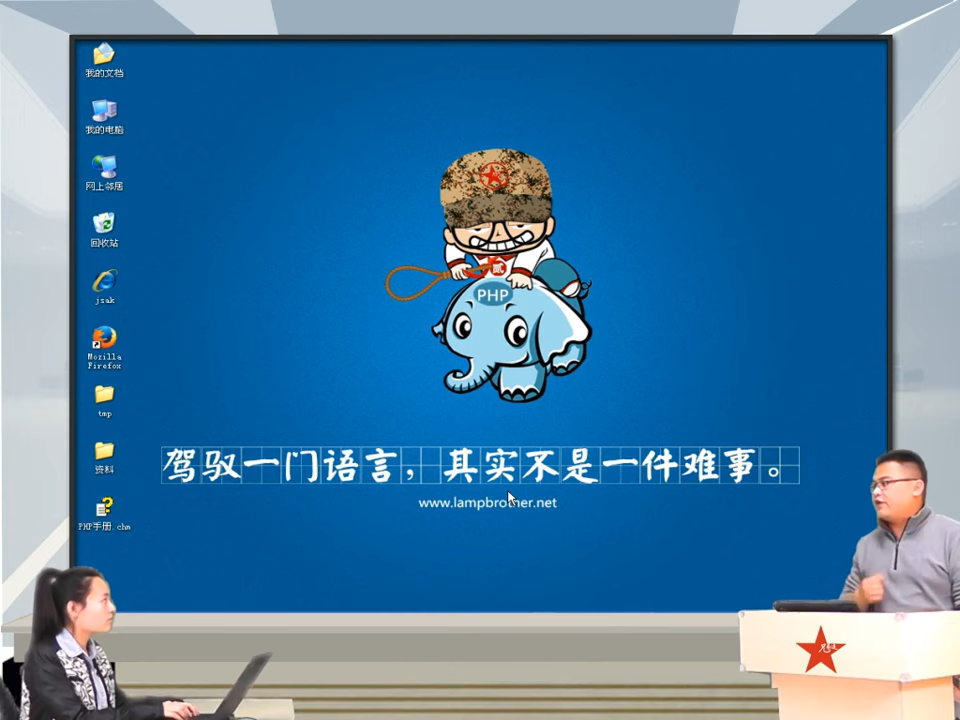 我的文档
我的电脑
网上邻居
回收站
jsak
Mozilla
Firefox
tmp
资料
PHP手册.chm
贰
PHP
驾驭一门语言，其实不是一件难事。
www.lampbrother.net